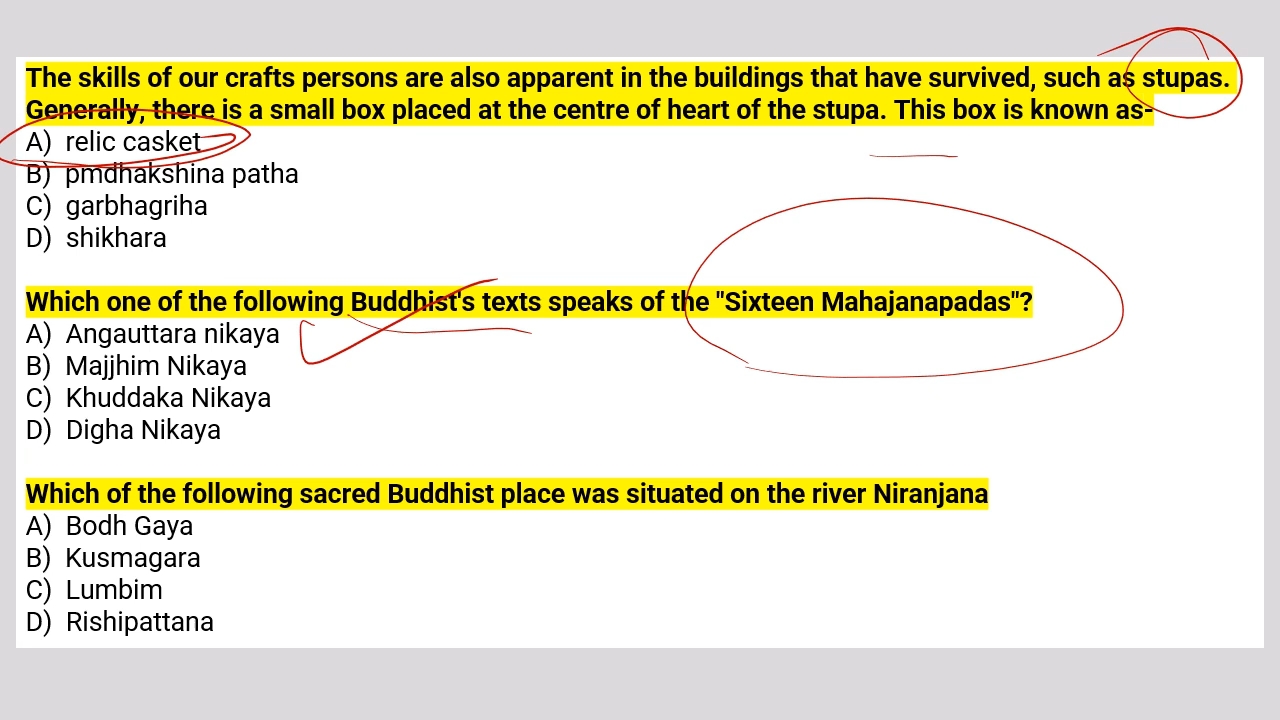 The skills of our crafts persons are also apparent in the buildings that have survived, such as stupas.
Generally, there is a small box placed at the centre of heart of the stupa. This box is known as-
A) relic casket
B) pmdhakshina patha
C) garbhagriha
D) shikhara
Which one of the following Buddhist's texts speaks of the "Sixteen Mahajanapadas"?
A) Angauttara nikaya
B) Majjhim Nikaya
C) Khuddaka Nikaya
D) Digha Nikaya
Which of the following sacred Buddhist place was situated on the river Niranjana
A) Bodh Gaya
B) Kusmagara
C) Lumbim
D) Rishipattana